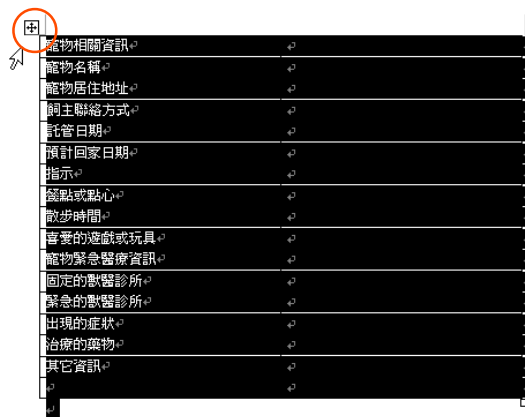 寵物相關資訊
寵物名稱
寵物居住地址
飼主聯絡方式
託管日期
預計回家日期
指示
餐點或點心
散步時間
喜愛的遊戲或玩具
寵物緊急醫療資訊
固定的獸醫診所
緊急的獸醫診所
出現的症狀
治療的藥物
其它資訊